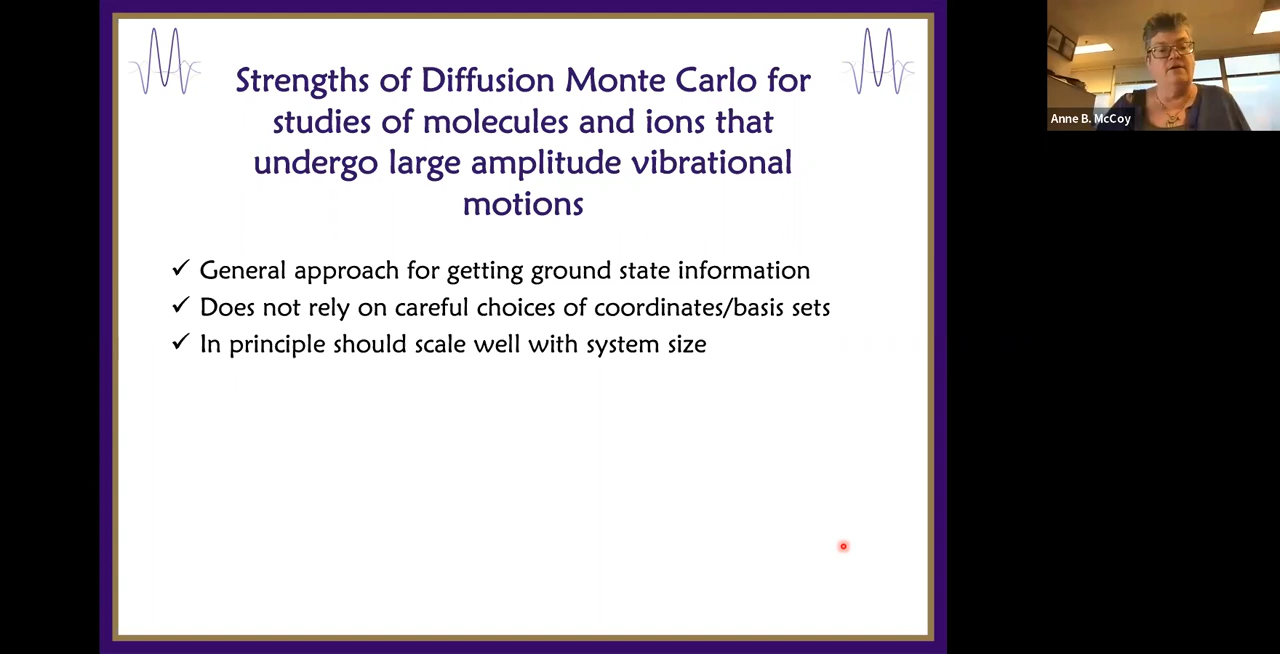 Strengths of Diffusion Monte Carlo for
studies of molecules and ions that
undergo large amplitude vibrational
motions
✓ General approach for getting ground state information
✓ Does not rely on careful choices of coordinates/basis sets
✓ In principle should scale well with system size
Anne B. McCoy